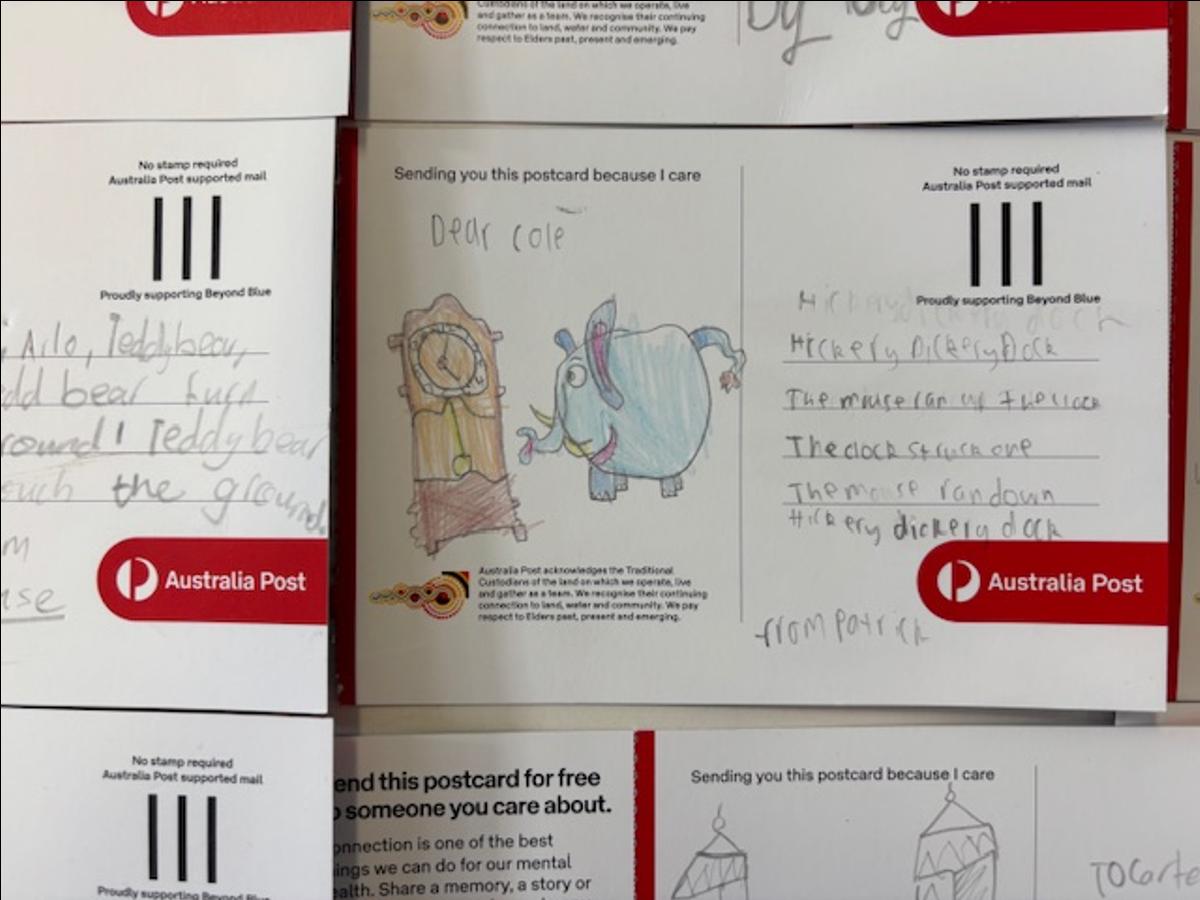 Custodians of the land on which we operate, live
and gather as a team. We recognise their continuing
connection to land, water and community. We pay
respect to Elders past, present and emerging.
By
No stamp required
Australia Post supported mail
Proudly supporting Beyond Blue
Arlo, Teddybear,
bear turn
round! Teddybear
ouch the ground.
Australia Post
Sending you this postcard because I care
Dear cole
Australia Post acknowledges the Traditional
Custodians of the land on which we operate, live
and gather as a team. We recognise their continuing
connection to land, water and community. We pay
respect to Elders past, present and emerging.
No stamp required
Australia Post supported mail
Proudly supporting Beyond Blue
Hickery Dickery Dock
Hickery Dickery Dock
The mouse ran up the clock
The clock struck one
The mouse ran down
Hickery dickery dock
Australia Post
from Patrick
No stamp required
Australia Post supported mail
Proudly supporting Beyond Blue
end this postcard for free
o someone you care about.
onnection is one of the best
ings we can do for our mental
ealth. Share a memory, a story or
Sending you this postcard because I care
TO Carte